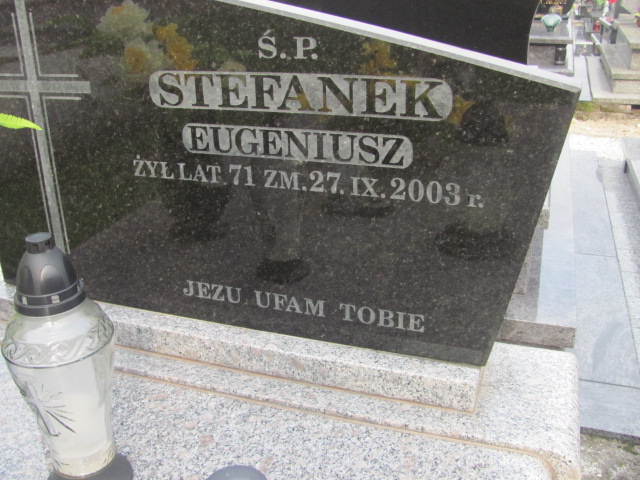 Ś.P.
STEFANEK
EUGENIUSZ
ŻYŁ LAT 71 ZM. 27. IX. 2003 r.
JEZU UFAM TOBIE